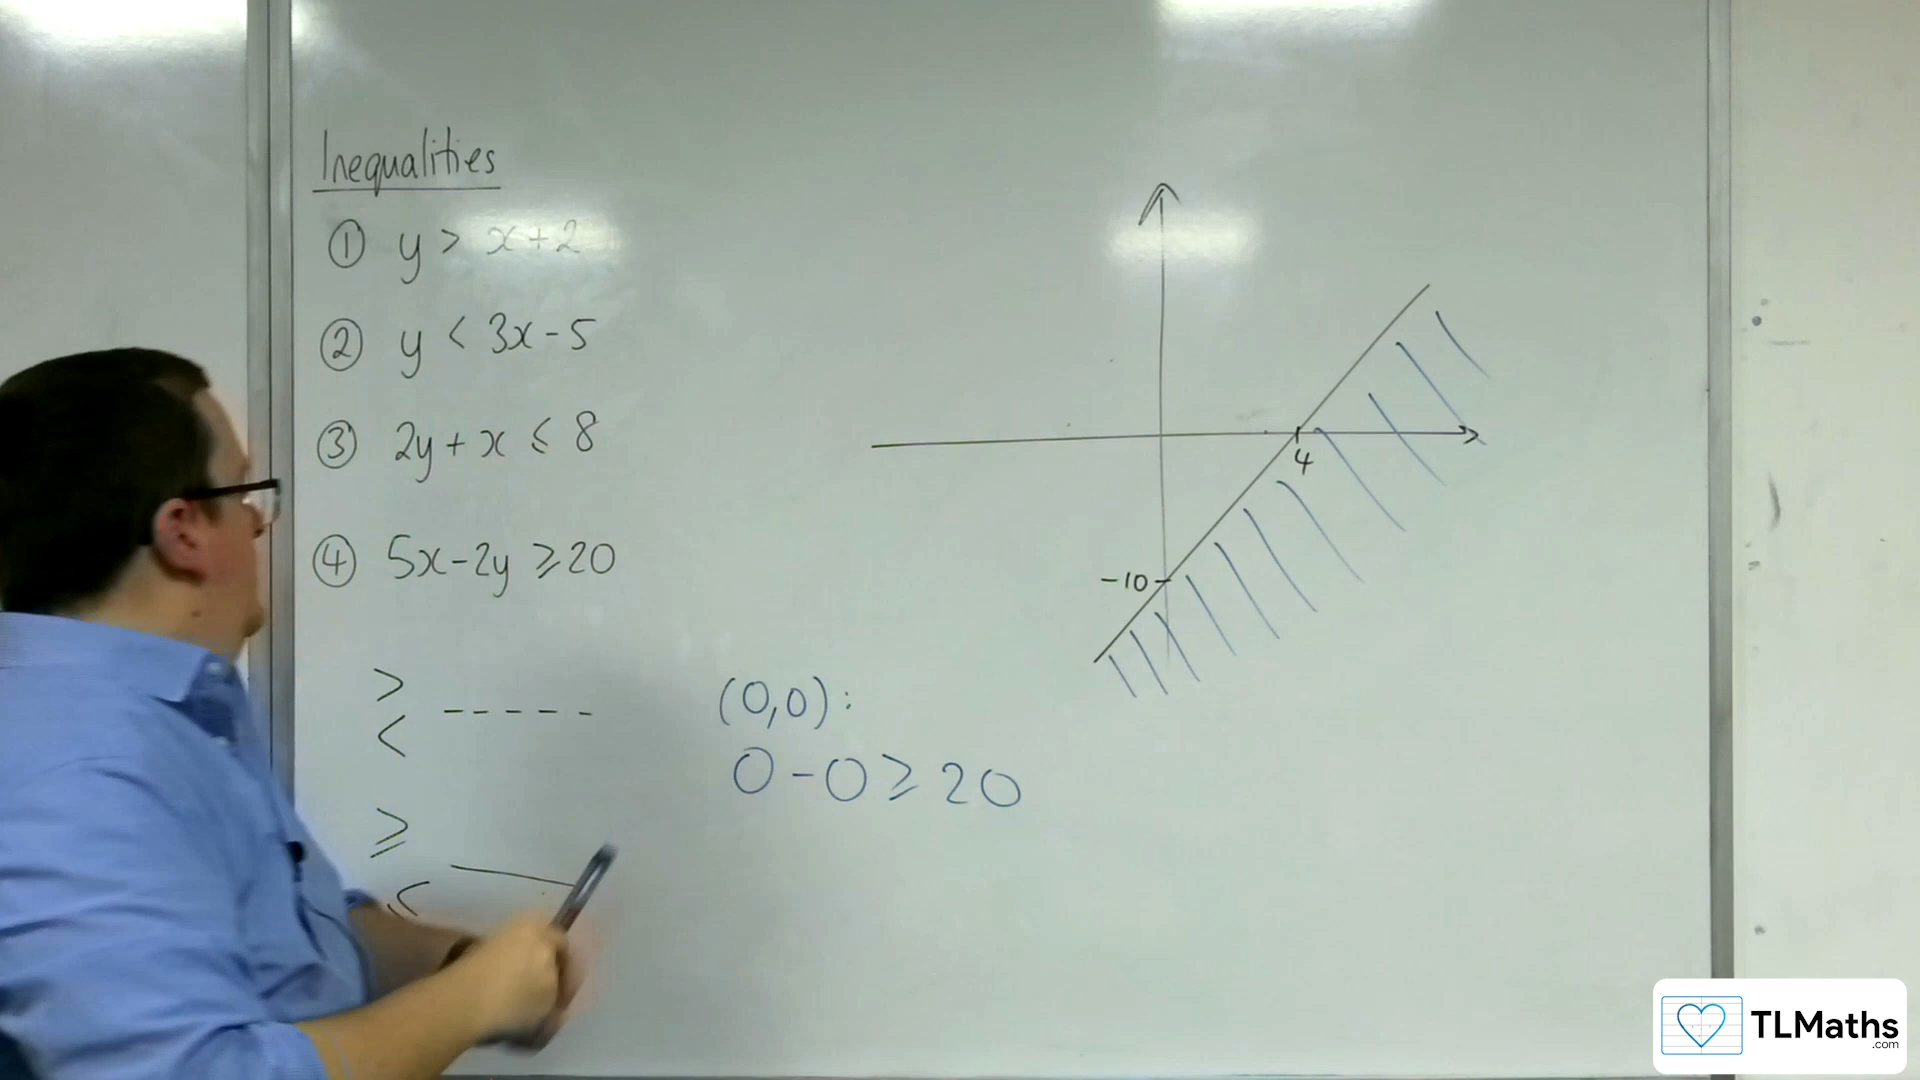 Inequalities
① y > x+2
② y < 3x-5
③ 2y+x ⩽ 8
④ 5x-2y ⩾ 20
>
<
⩾
⩽
(0,0):
0-0 ⩾ 20
4
-10
TLMaths
.com